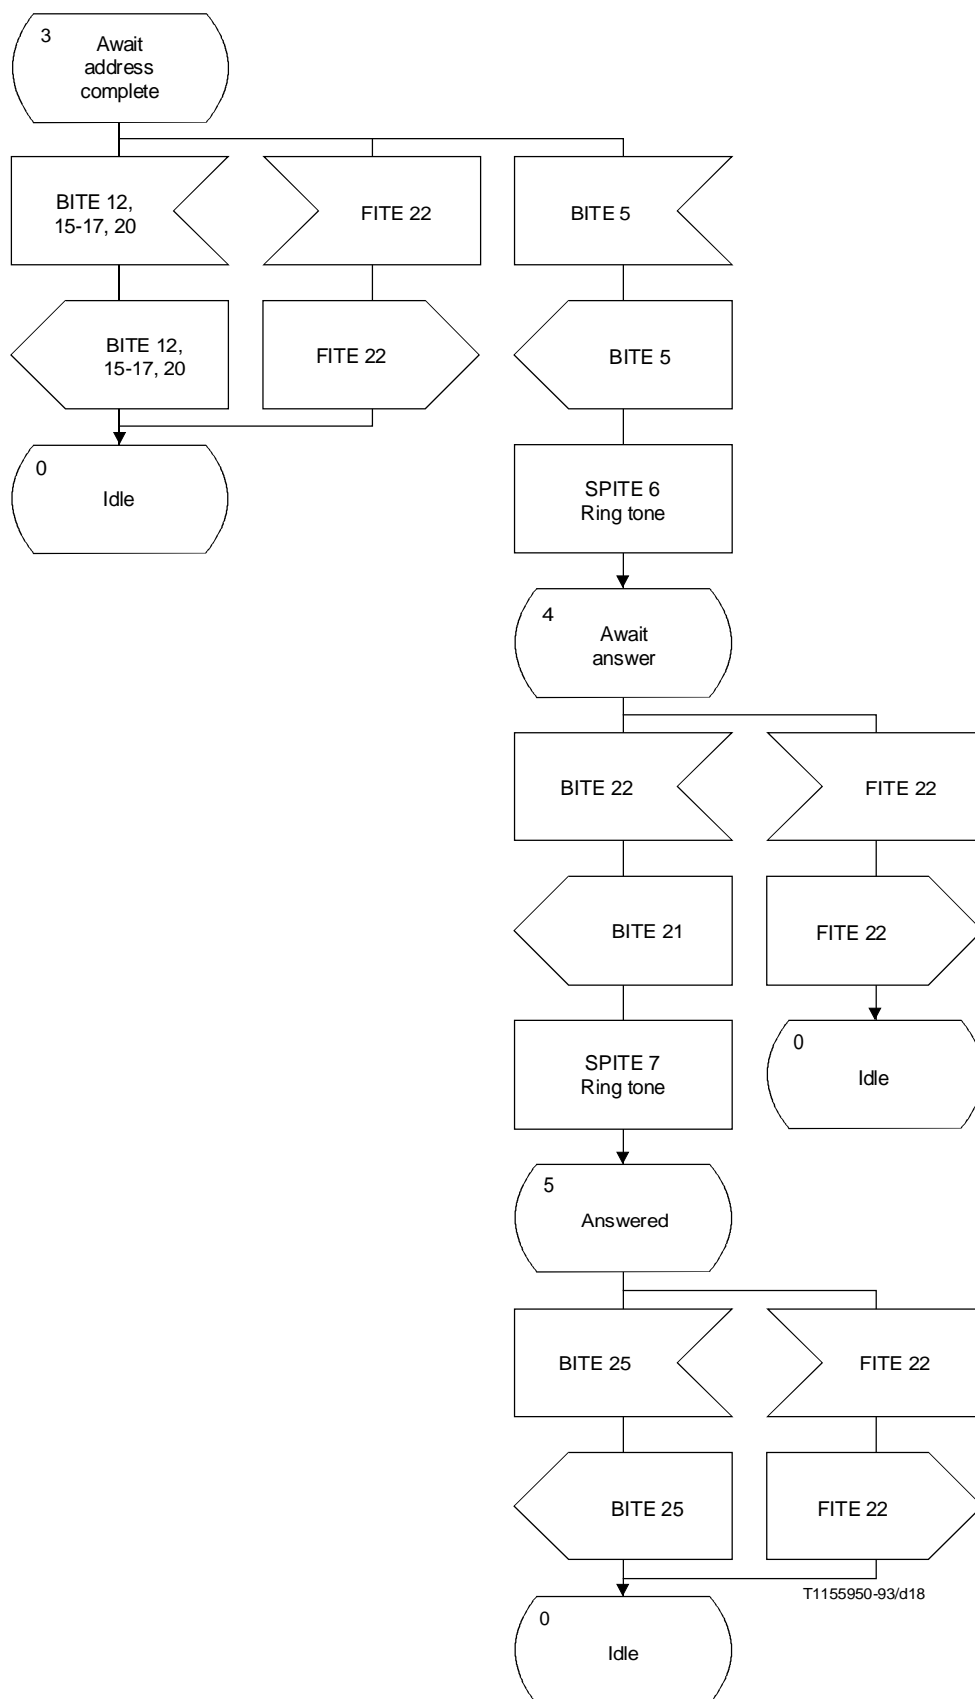 3
Await
address
complete
BITE 12,
15-17, 20
FITE 22
BITE 5
BITE 12,
15-17, 20
FITE 22
BITE 5
0
Idle
SPITE 6
Ring tone
4
Await
answer
BITE 22
FITE 22
BITE 21
FITE 22
SPITE 7
Ring tone
0
Idle
5
Answered
BITE 25
FITE 22
BITE 25
FITE 22
T1155950-93/d18
0
Idle